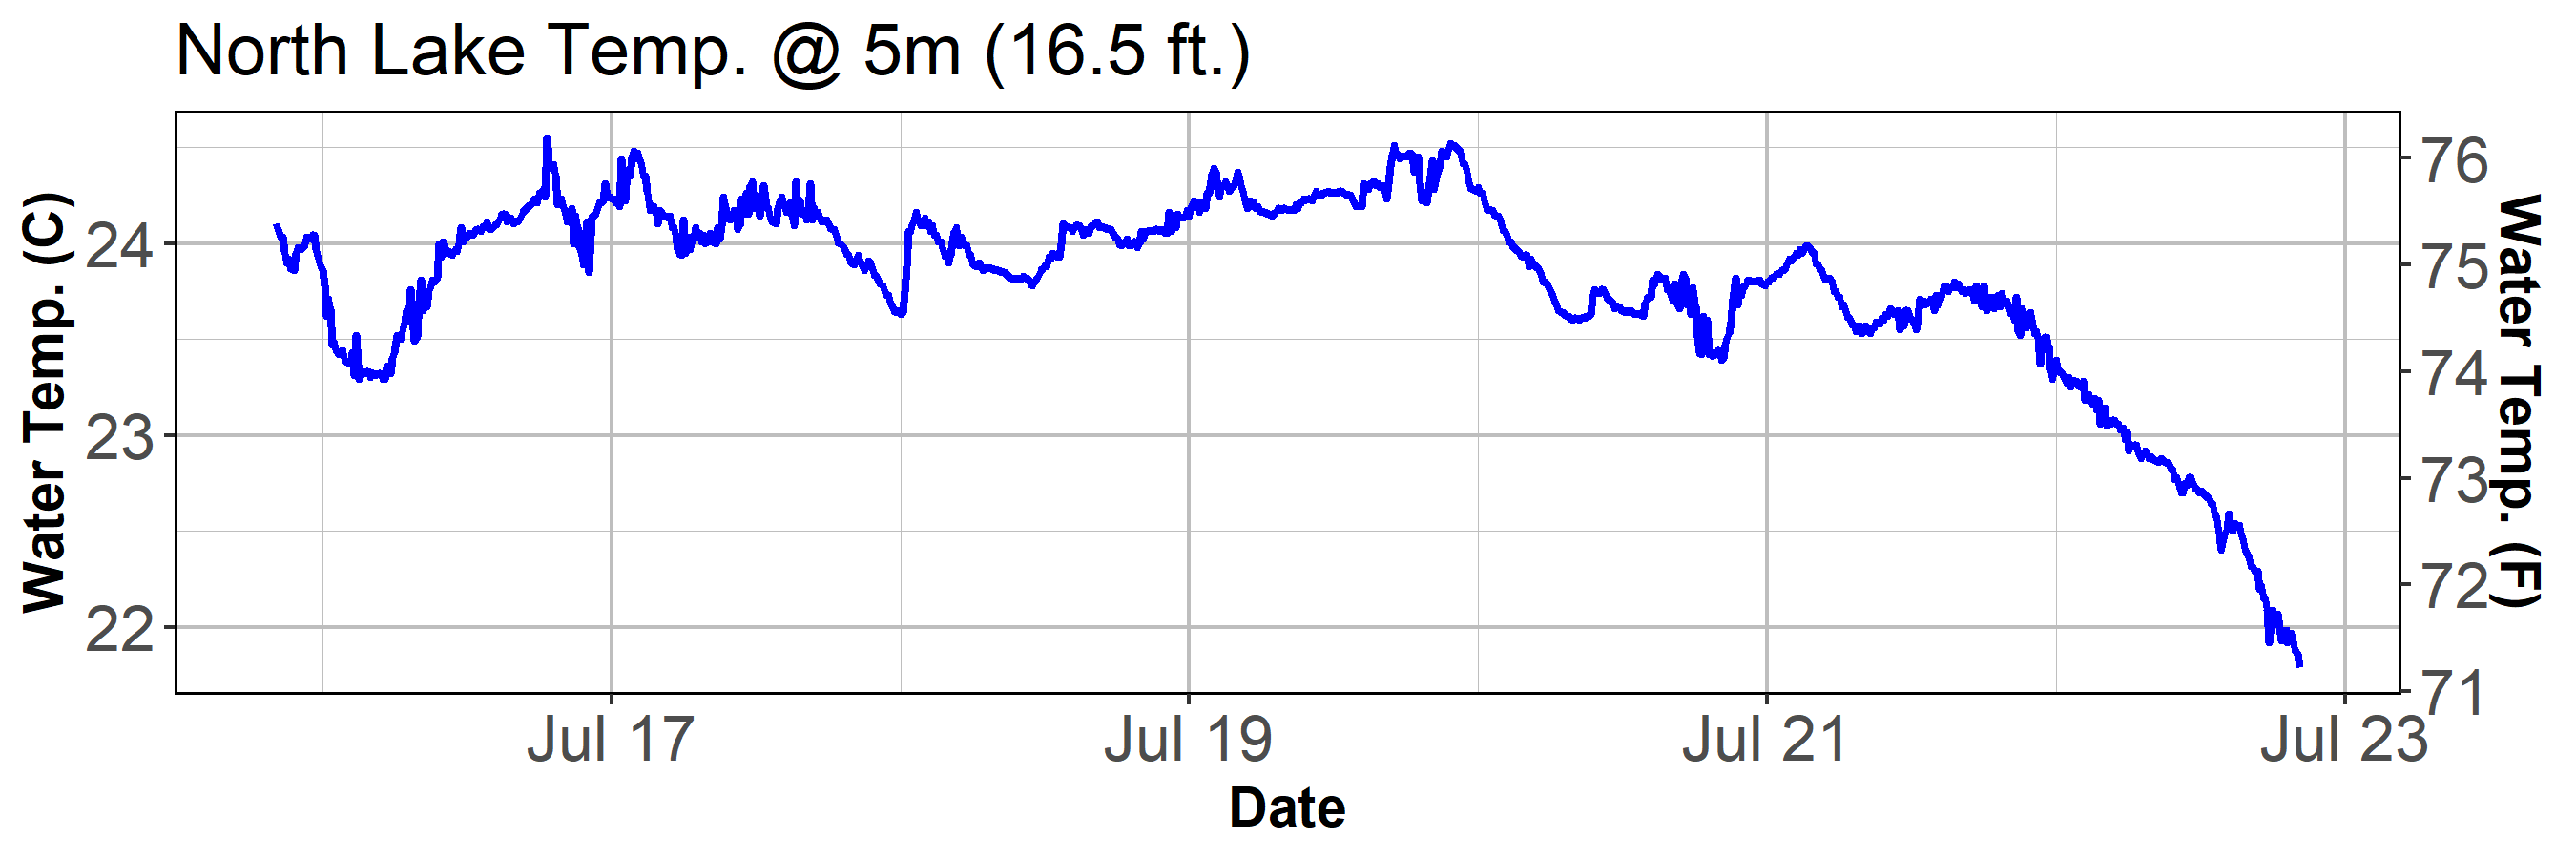 North Lake Temp. @ 5m (16.5 ft.)
Water Temp. (C)
24
23
22
76
75
74
73
72
71
Water Temp. (F)
Jul 17 Jul 19 Jul 21 Jul 23
Date